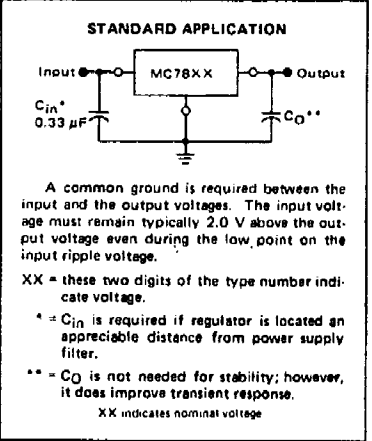 STANDARD APPLICATION
Input MC78XX Output
Cin*
0.33 µF
CO**
A common ground is required between the
input and the output voltages. The input volt-
age must remain typically 2.0 V above the out-
put voltage even during the low point on the
input ripple voltage.
XX = these two digits of the type number indi-
cate voltage.
* = Cin is required if regulator is located an
appreciable distance from power supply
filter.
** = CO is not needed for stability; however,
it does improve transient response.
XX indicates nominal voltage